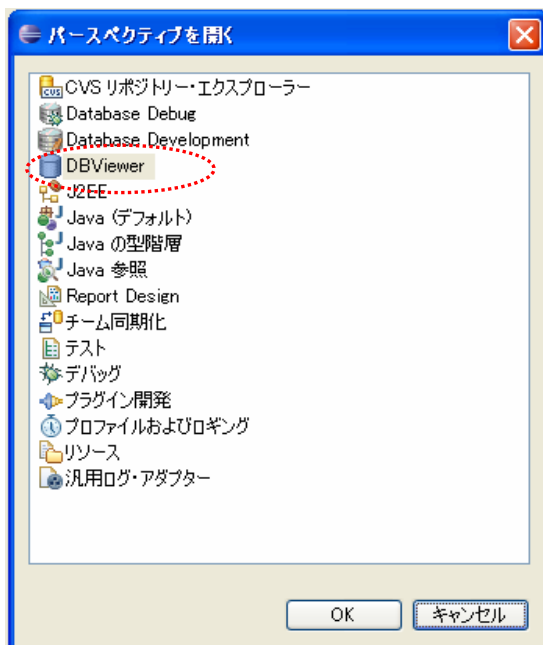 パースペクティブを開く
CVS リポジトリー・エクスプローラー
Database Debug
Database Development
DBViewer
J2EE
Java (デフォルト)
Java の型階層
Java 参照
Report Design
チーム同期化
テスト
デバッグ
プラグイン開発
プロファイルおよびロギング
リソース
汎用ログ・アダプター
OK
キャンセル